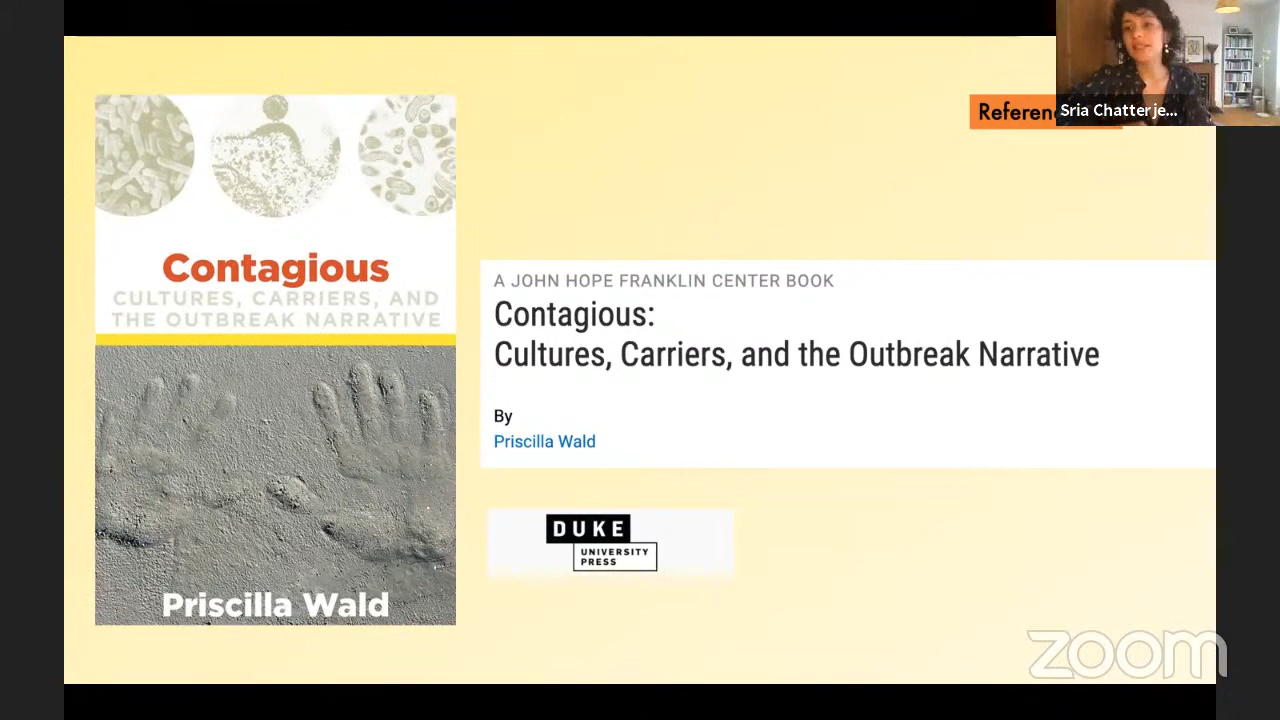 Contagious
CULTURES, CARRIERS, AND
THE OUTBREAK NARRATIVE
Priscilla Wald
Sria Chatterje...
A JOHN HOPE FRANKLIN CENTER BOOK
Contagious:
Cultures, Carriers, and the Outbreak Narrative
By
Priscilla Wald
DUKE
UNIVERSITY
PRESS
zoom